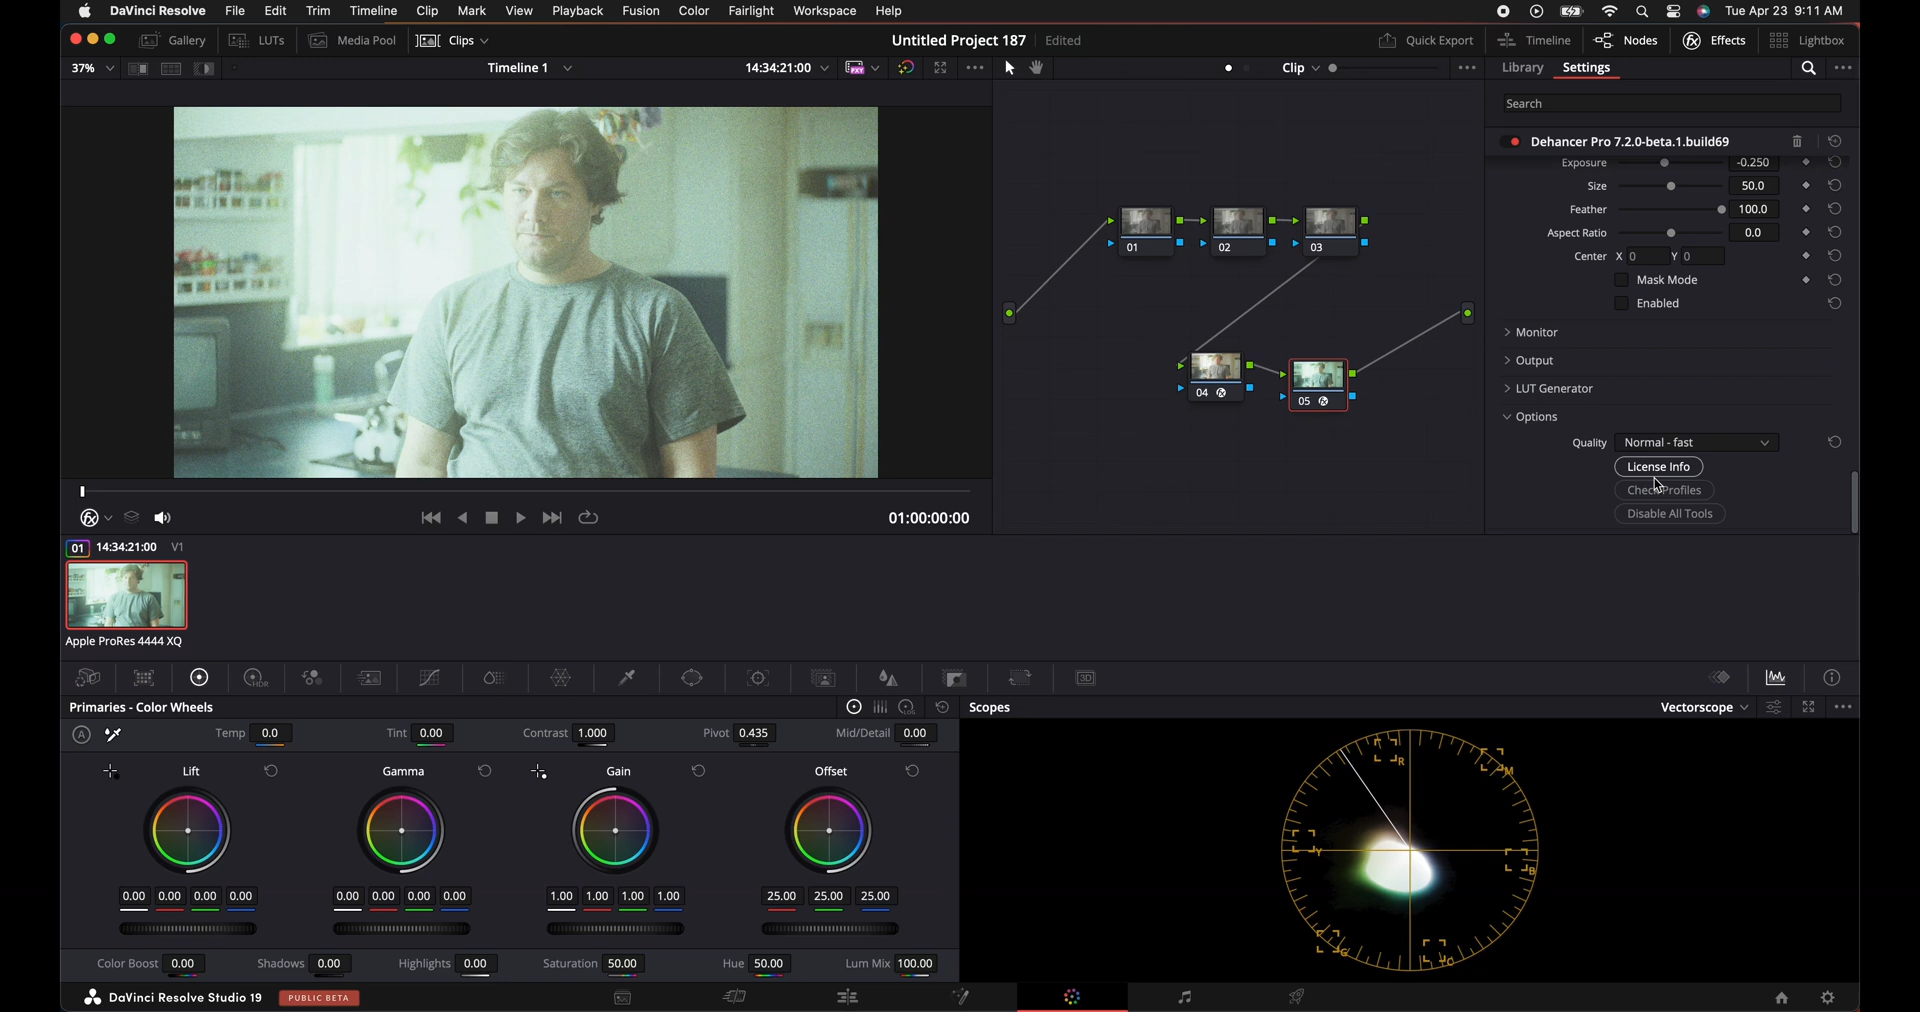 DaVinci Resolve File Edit Trim Timeline Clip Mark View Playback Fusion Color Fairlight Workspace Help Tue Apr 23 9:11 AM
Gallery LUTs Media Pool Clips Untitled Project 187 Edited Quick Export Timeline Nodes Effects Lightbox
37% Timeline 1 14:34:21:00 PXY Clip Library Settings
Search
Dehancer Pro 7.2.0-beta.1.build69
Exposure -0.250
Size 50.0
Feather 100.0
Aspect Ratio 0.0
Center X 0 Y 0
Mask Mode
Enabled
Monitor
Output
LUT Generator
Options
Quality Normal - fast
License Info
Check Profiles
Disable All Tools
01 02 03
04 05
01:00:00:00
01 14:34:21:00 V1
Apple ProRes 4444 XQ
HDR 3D
Primaries - Color Wheels LOG Scopes Vectorscope
A Temp 0.0 Tint 0.00 Contrast 1.000 Pivot 0.435 Mid/Detail 0.00
Lift Gamma Gain Offset
0.00 0.00 0.00 0.00 0.00 0.00 0.00 0.00 1.00 1.00 1.00 1.00 25.00 25.00 25.00
Color Boost 0.00 Shadows 0.00 Highlights 0.00 Saturation 50.00 Hue 50.00 Lum Mix 100.00
R M
Y B
G C
DaVinci Resolve Studio 19 PUBLIC BETA